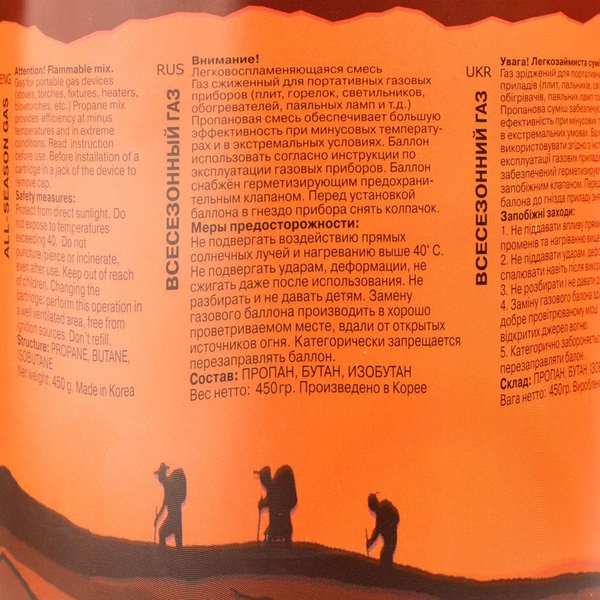 ENG
ALL-SEASON GAS
Attention! Flammable mix.
Gas for portable gas devices
(stoves, torches, fixtures, heaters,
blowtorches, etc.) Propane mix
provides efficiency at minus
temperatures and in extreme
conditions. Read instruction
before use. Before installation of a
cartridge in a jack of the device to
remove cap.
Safety measures:
Protect from direct sunlight. Do
not expose to temperatures
exceeding 40. Do not
puncture/pierce or incinerate,
even after use. Keep out of reach
of children. Changing the
cartridge: perform this operation in
a well ventilated area, free from
ignition sources. Don't refill.
Structure: PROPANE, BUTANE,
ISOBUTANE
Net weight: 450 g. Made in Korea
RUS
ВСЕСЕЗОННЫЙ ГАЗ
Внимание!
Легковоспламеняющаяся смесь
Газ сжиженный для портативных газовых
приборов (плит, горелок, светильников,
обогревателей, паяльных ламп и т.д.)
Пропановая смесь обеспечивает большую
эффективность при минусовых температу-
рах и в экстремальных условиях. Баллон
использовать согласно инструкции по
эксплуатации газовых приборов. Баллон
снабжён герметизирующим предохрани-
тельным клапаном. Перед установкой
баллона в гнездо прибора снять колпачок.
Меры предосторожности:
Не подвергать воздействию прямых
солнечных лучей и нагреванию выше 40° С.
Не подвергать ударам, деформации, не
сжигать даже после использования. Не
разбирать и не давать детям. Замену
газового баллона производить в хорошо
проветриваемом месте, вдали от открытых
источников огня. Категорически запрещается
перезаправлять баллон.
Состав: ПРОПАН, БУТАН, ИЗОБУТАН
Вес нетто: 450гр. Произведено в Корее
UKR
ВСЕСЕЗОННИЙ ГАЗ
Увага! Легкозаймиста
Газ зріджений для
приладів (плит, пальників,
обігрівачів, паяльних ламп
Пропанова суміш
ефективність при мінусових
в екстремальних умовах.
використовувати згідно з
експлуатації газових
забезпечений
запобіжним клапаном.
балона до гнізда приладу
Запобіжні заходи:
1. Не піддавати впливу
променів та нагріванню
2. Не піддавати ударам,
спалювати навіть після
3. Не розбирати і не давати
4. Заміну газового балона
добре провітрюваному
відкритих джерел вогню.
5. Категорично
перезаправляти балон.
Склад: ПРОПАН, БУТАН,
Вага нетто: 450гр.